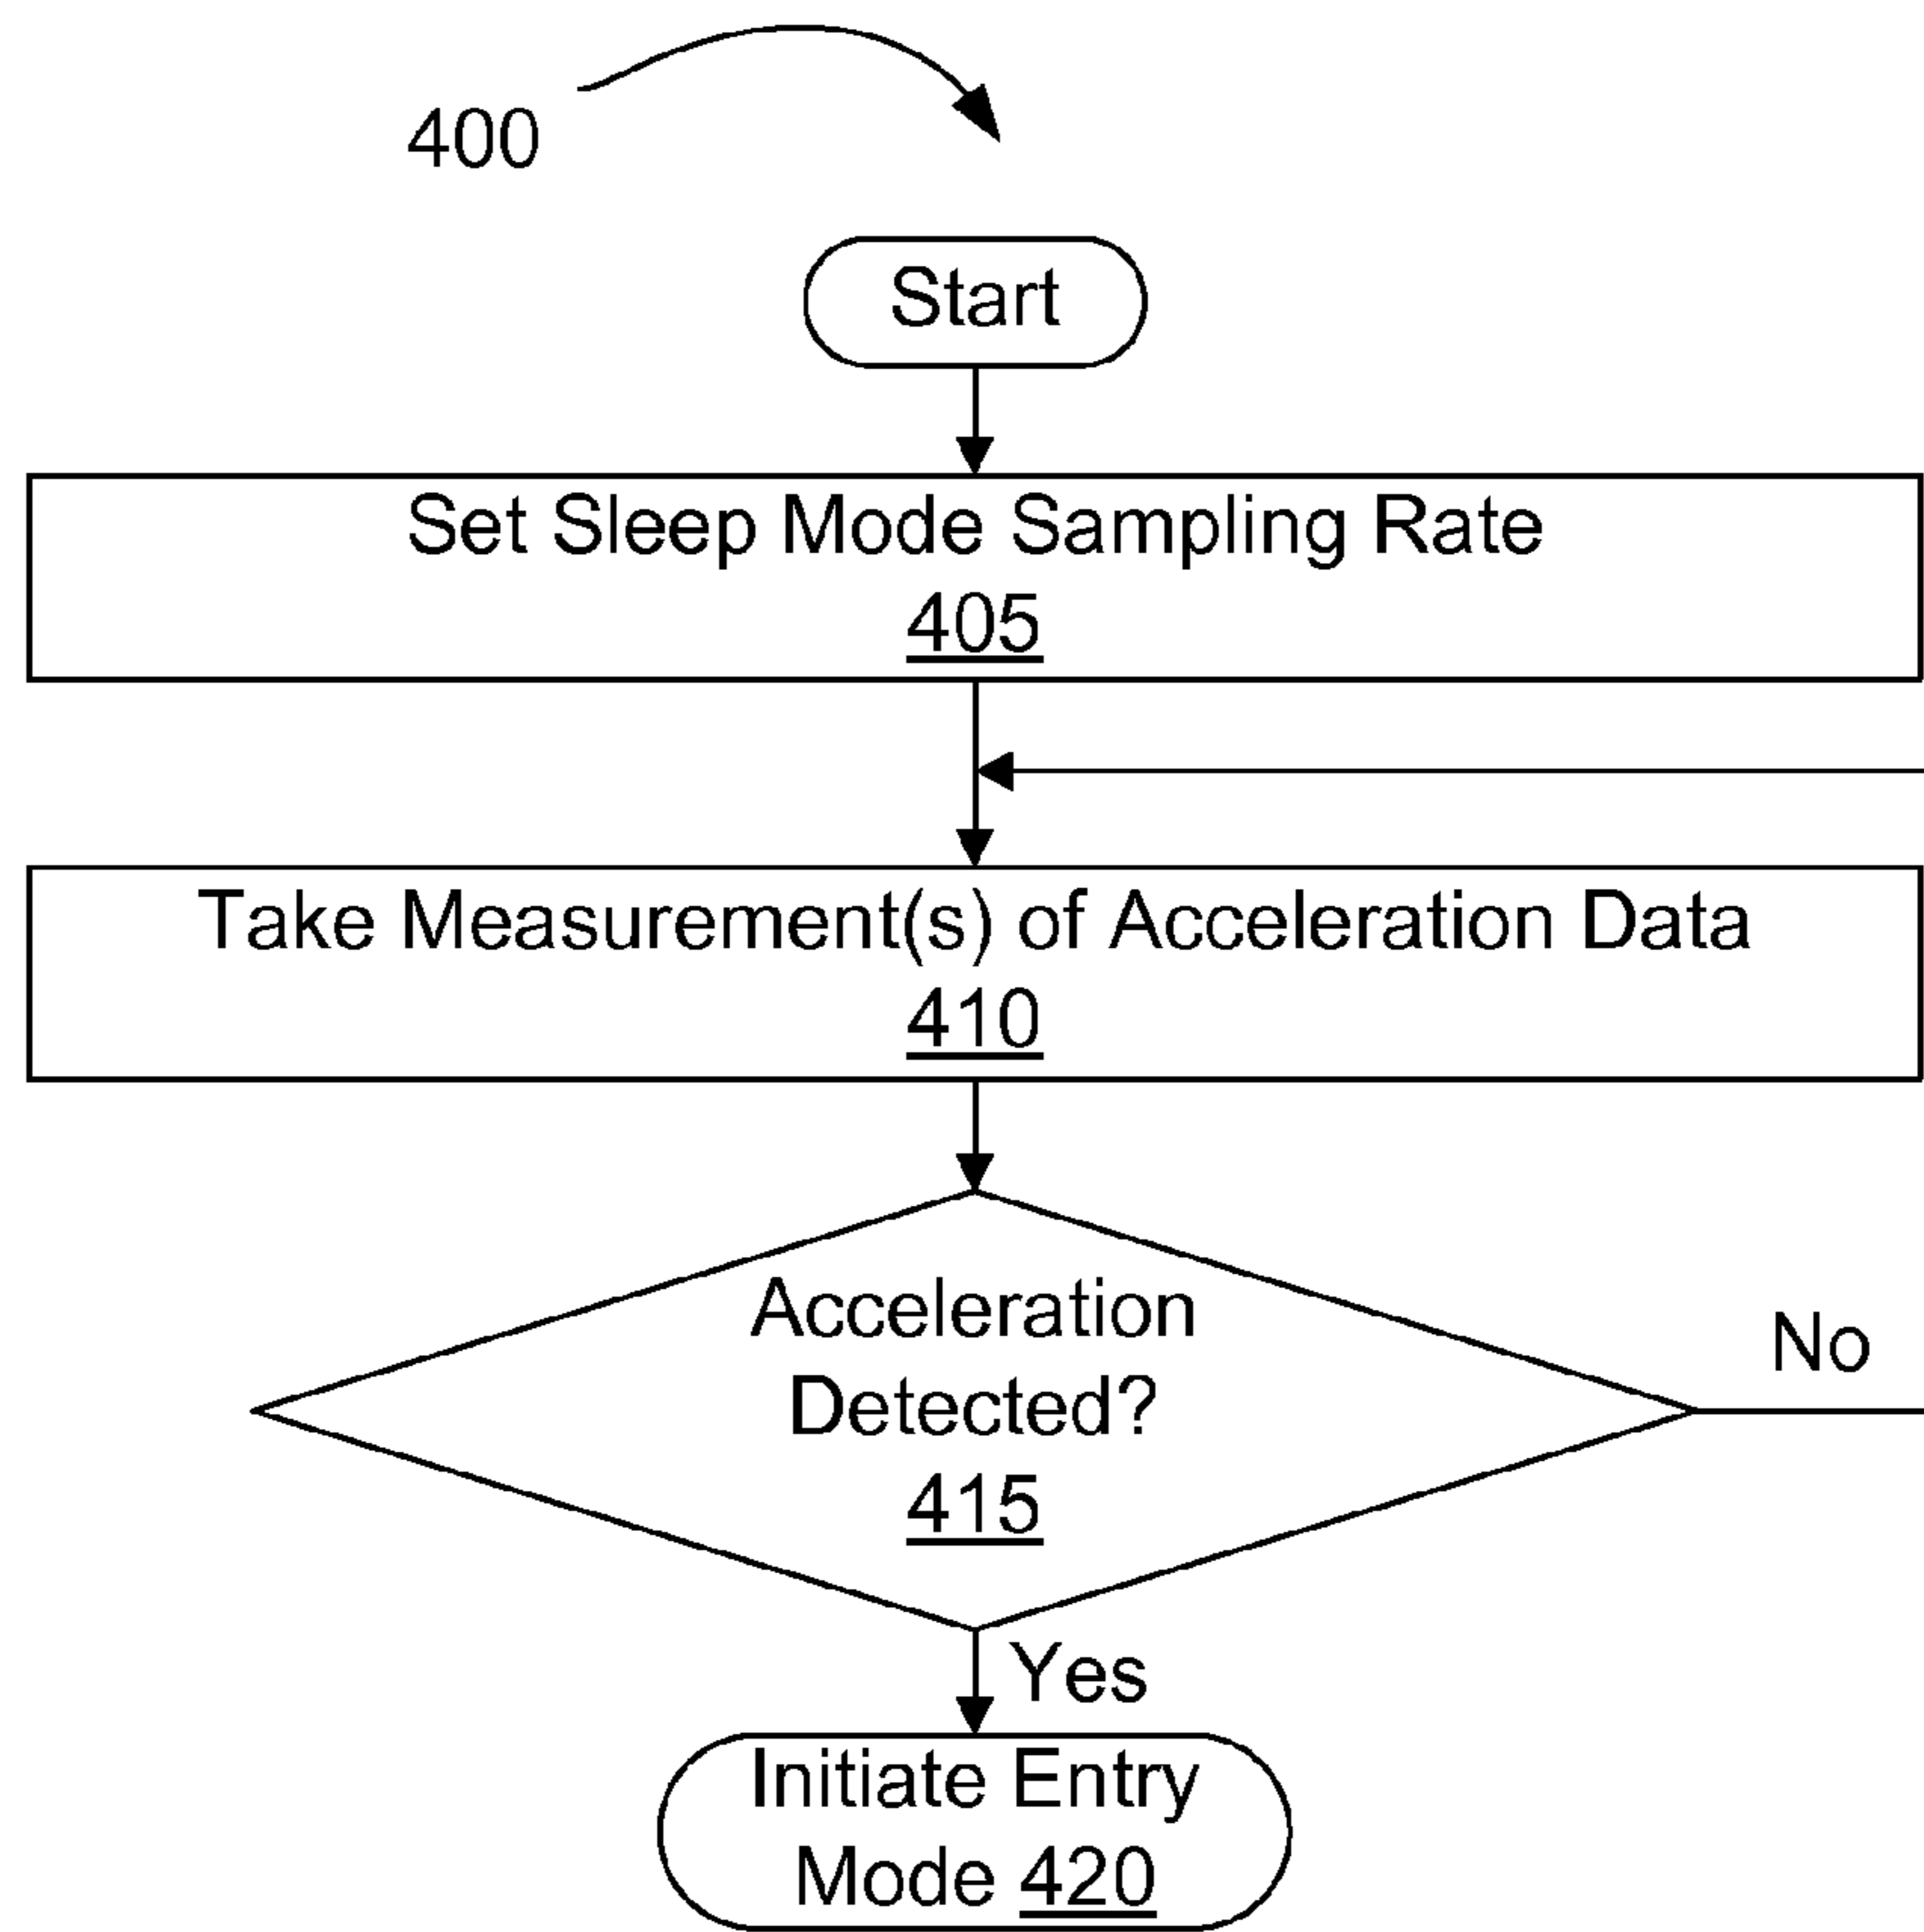 400
Start
Set Sleep Mode Sampling Rate
405
Take Measurement(s) of Acceleration Data
410
Acceleration
Detected?
415
No
Yes
Initiate Entry
Mode 420